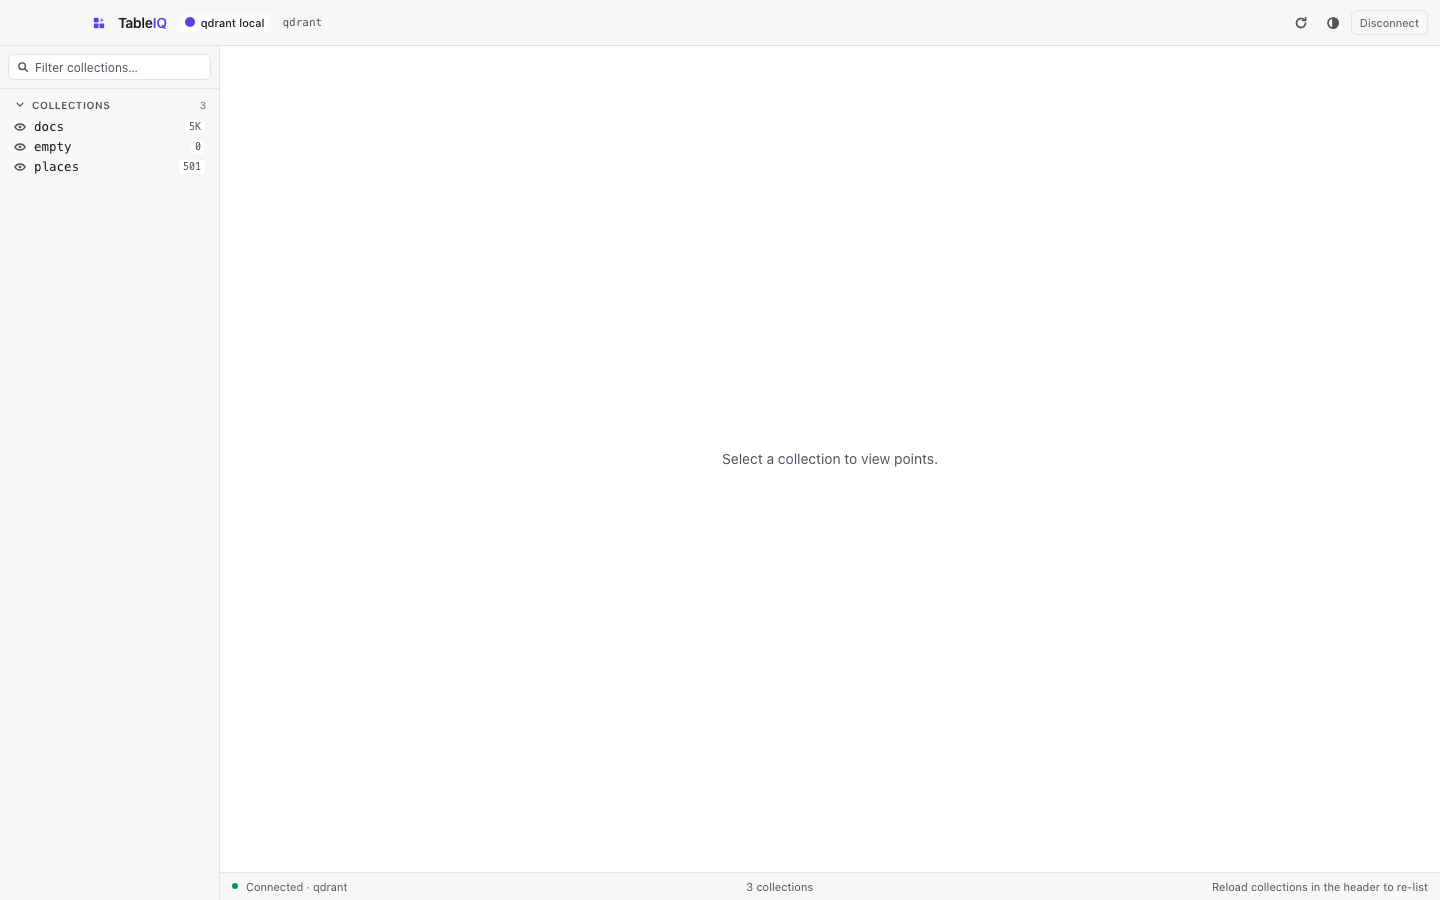 TableIQ
qdrant local
qdrant
Disconnect
Filter collections...
COLLECTIONS 3
docs 5K
empty 0
places 501
Select a collection to view points.
Connected · qdrant
3 collections
Reload collections in the header to re-list